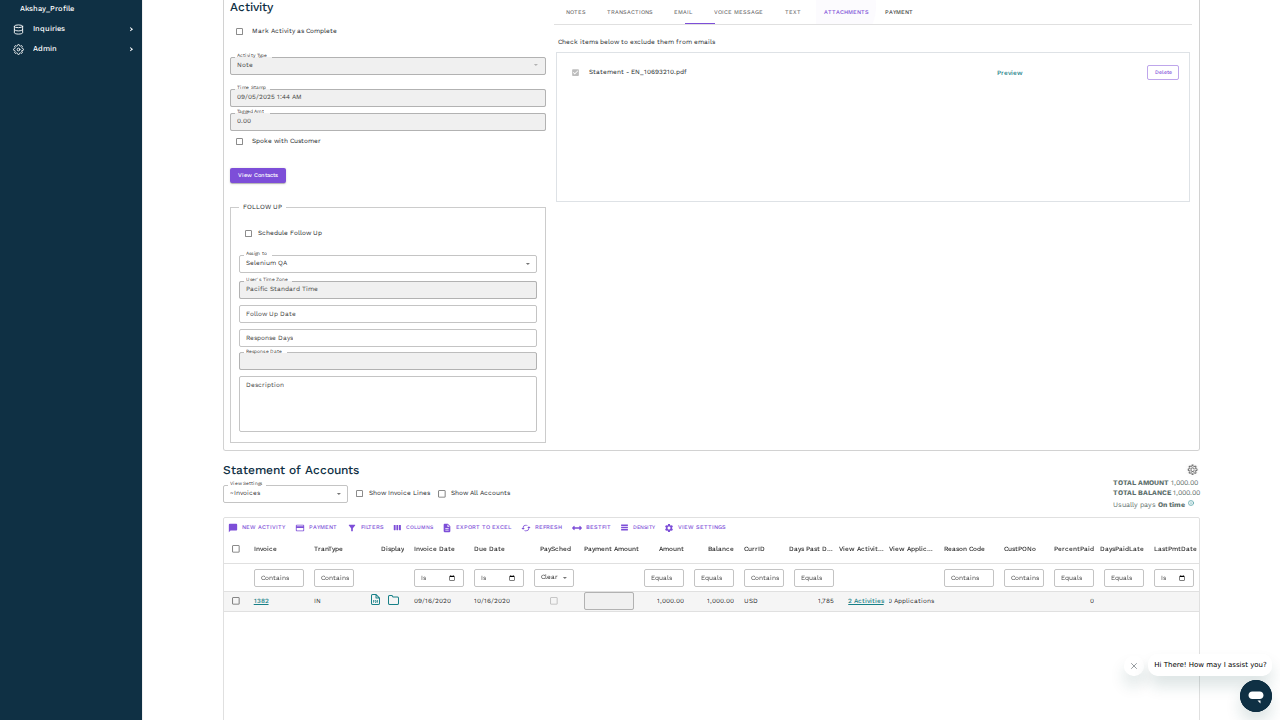 Akshay_Profile
Inquiries
Admin
Activity
Mark Activity as Complete
Activity Type
Note
Time Stamp
09/05/2025 1:44 AM
Tagged Amt
0.00
Spoke with Customer
View Contacts
FOLLOW UP
Schedule Follow Up
Assign to
Selenium QA
User's Time Zone
Pacific Standard Time
Follow Up Date
Response Days
Response Date
Description
NOTES TRANSACTIONS EMAIL VOICE MESSAGE TEXT ATTACHMENTS PAYMENT
Check items below to exclude them from emails
Statement - EN_10693210.pdf Preview Delete
Statement of Accounts
View Settings
~Invoices
Show Invoice Lines Show All Accounts
TOTAL AMOUNT 1,000.00
TOTAL BALANCE 1,000.00
Usually pays On time
NEW ACTIVITY PAYMENT FILTERS COLUMNS EXPORT TO EXCEL REFRESH BESTFIT DENSITY VIEW SETTINGS
Invoice TranType Display Invoice Date Due Date PaySched Payment Amount Amount Balance CurrID Days Past D... View Activit... View Applic... Reason Code CustPONo PercentPaid DaysPaidLate LastPmtDate
Contains Contains Is Is Clear Equals Equals Contains Equals Contains Contains Equals Equals Is
1382 IN 09/16/2020 10/16/2020 1,000.00 1,000.00 USD 1,785 2 Activities 0 Applications 0
Hi There! How may I assist you?